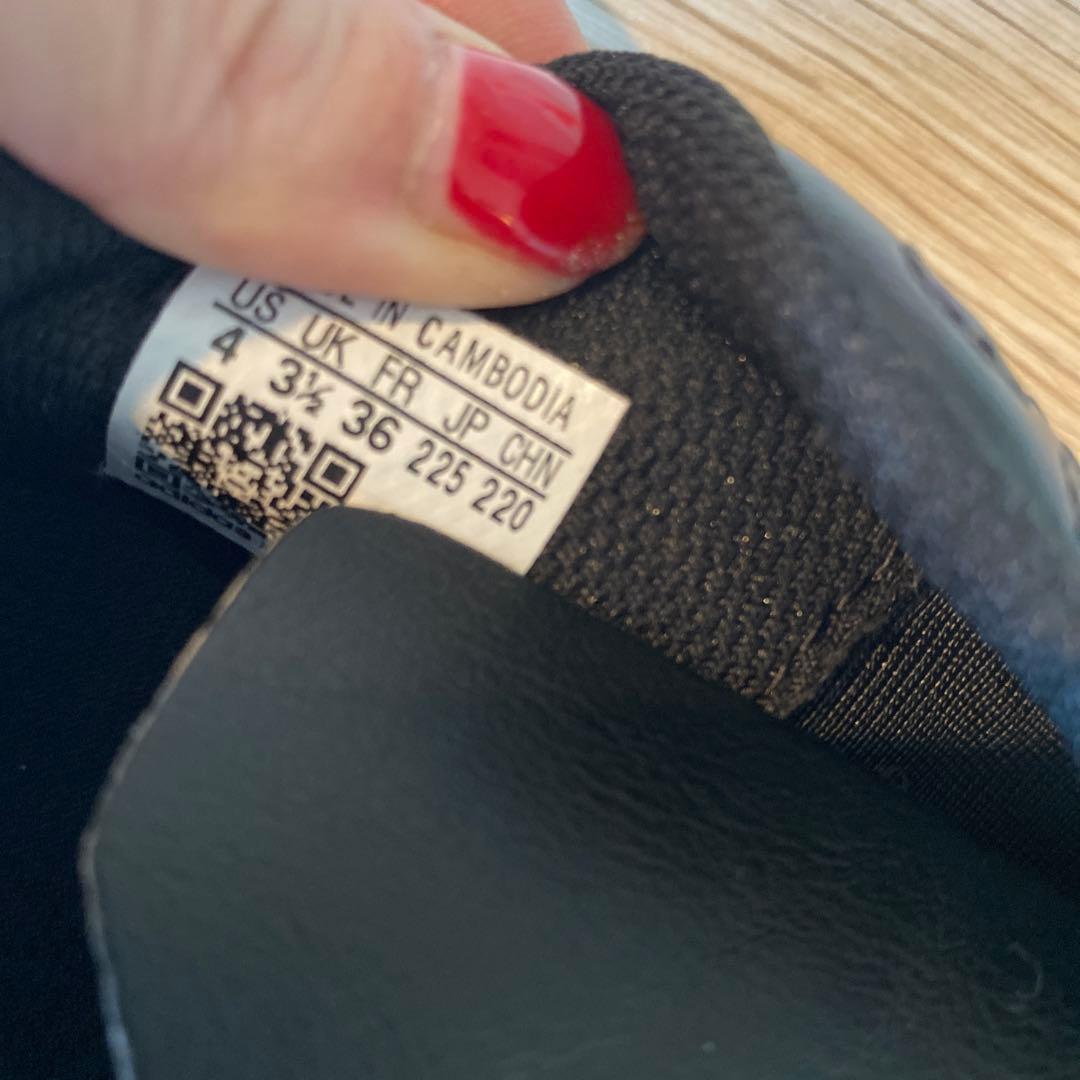 IN CAMBODIA
US UK FR JP CHN
4 3½ 36 225 220